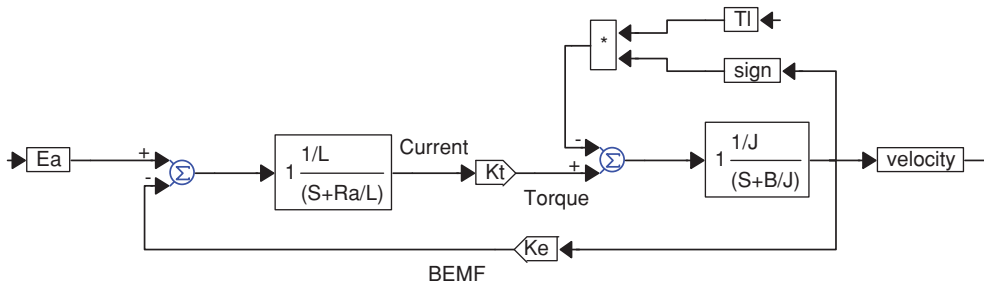 Tl
*
sign
Ea
+
-
Σ
1
1/L
(S+Ra/L)
Current
Kt
Torque
-
+
Σ
1
1/J
(S+B/J)
velocity
Ke
BEMF